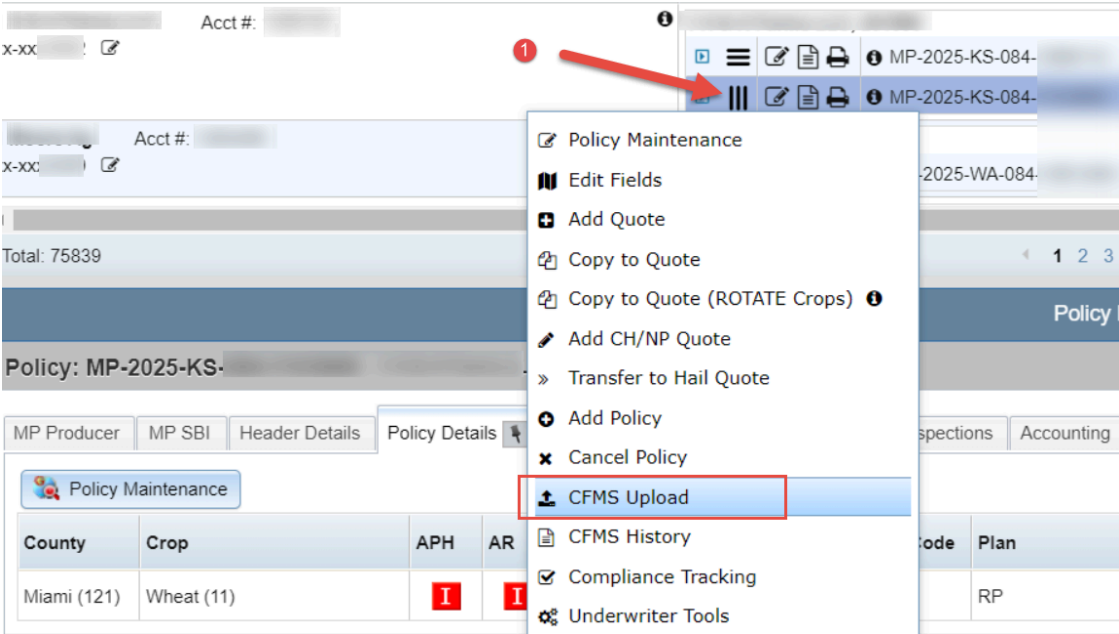 Acct #:
x-xx
1
MP-2025-KS-084-
MP-2025-KS-084-
Acct #:
x-xx
-2025-WA-084-
Policy Maintenance
Edit Fields
Add Quote
Copy to Quote
Copy to Quote (ROTATE Crops)
Add CH/NP Quote
Transfer to Hail Quote
Add Policy
Cancel Policy
CFMS Upload
CFMS History
Compliance Tracking
Underwriter Tools
Total: 75839
1 2 3
Policy
Policy: MP-2025-KS-
MP Producer MP SBI Header Details Policy Details spections Accounting
Policy Maintenance
County Crop APH AR ode Plan
Miami (121) Wheat (11) I I RP